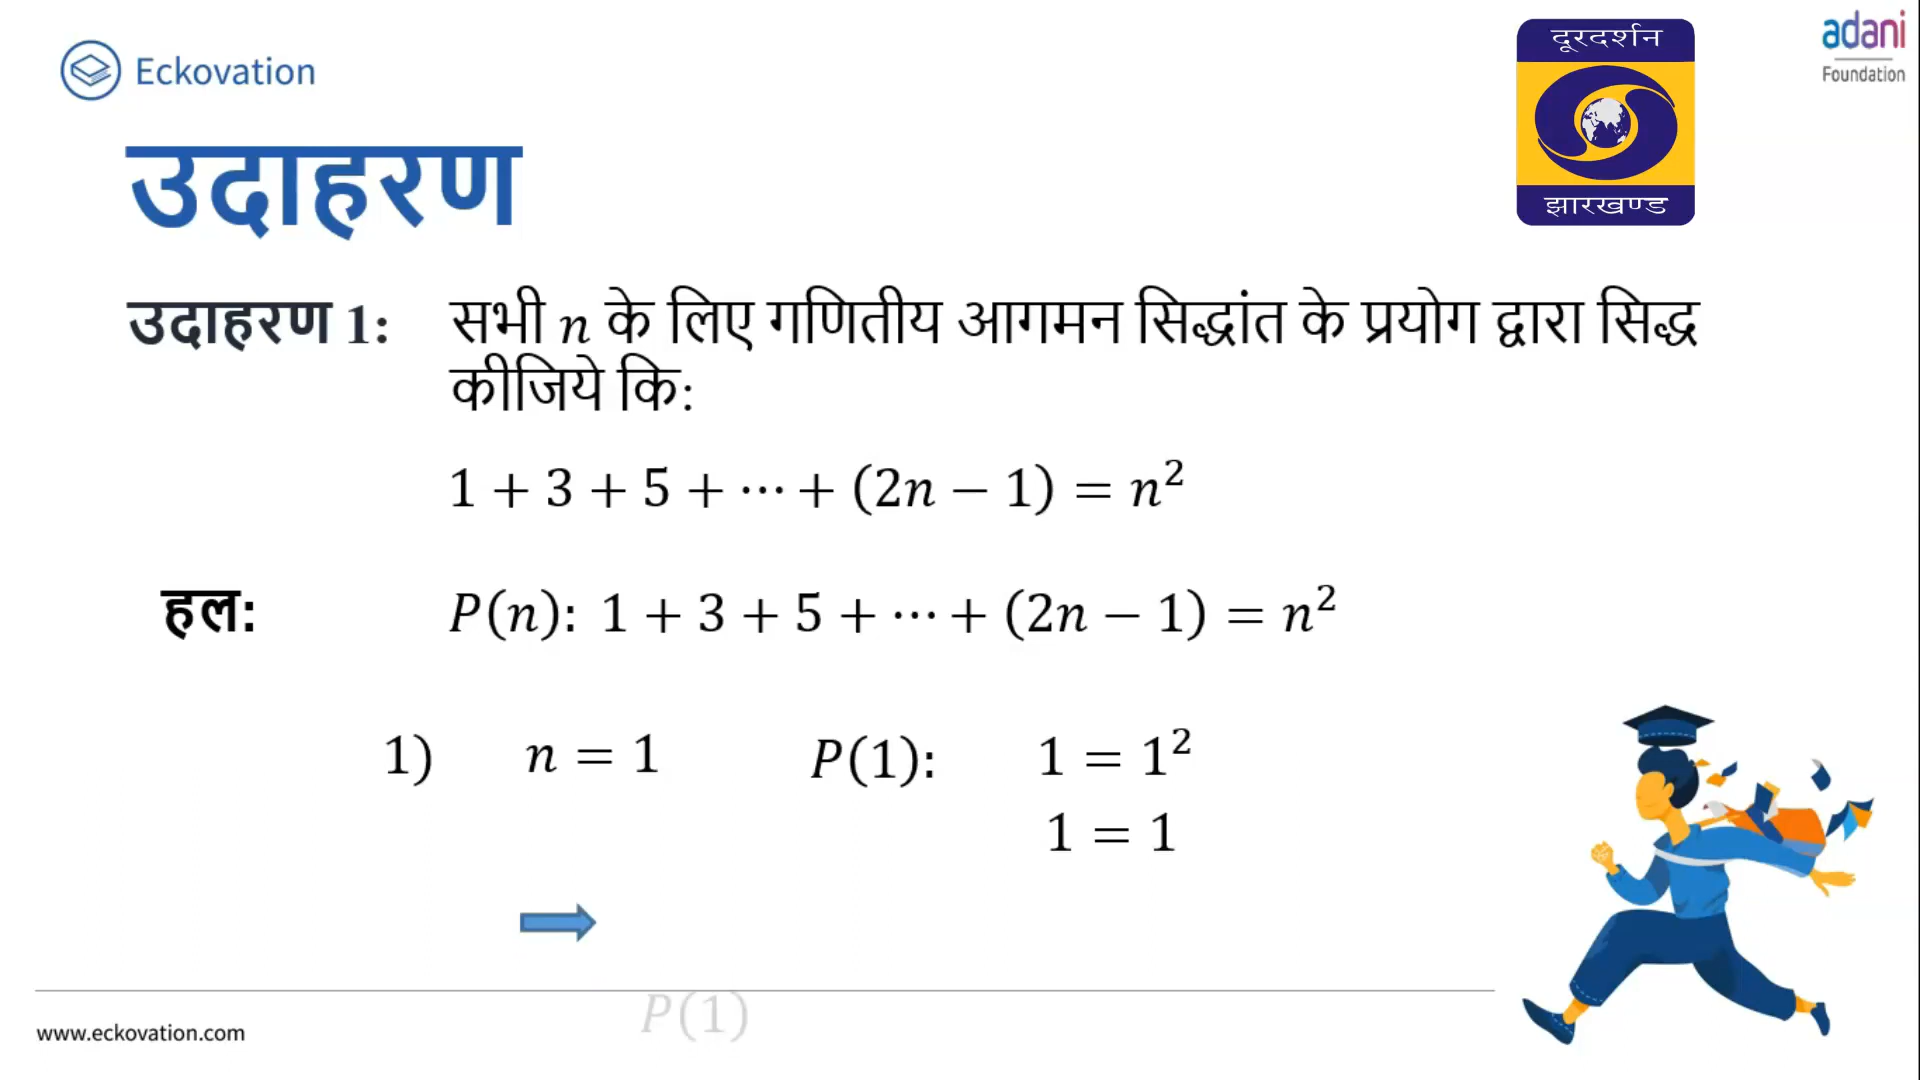 Eckovation
दूरदर्शन
झारखण्ड
adani
Foundation
उदाहरण
उदाहरण 1: सभी n के लिए गणितीय आगमन सिद्धांत के प्रयोग द्वारा सिद्ध
कीजिये कि:
1 + 3 + 5 + ⋯ + (2n − 1) = n²
हल: P(n): 1 + 3 + 5 + ⋯ + (2n − 1) = n²
1) n = 1 P(1): 1 = 1²
1 = 1
P(1)
www.eckovation.com